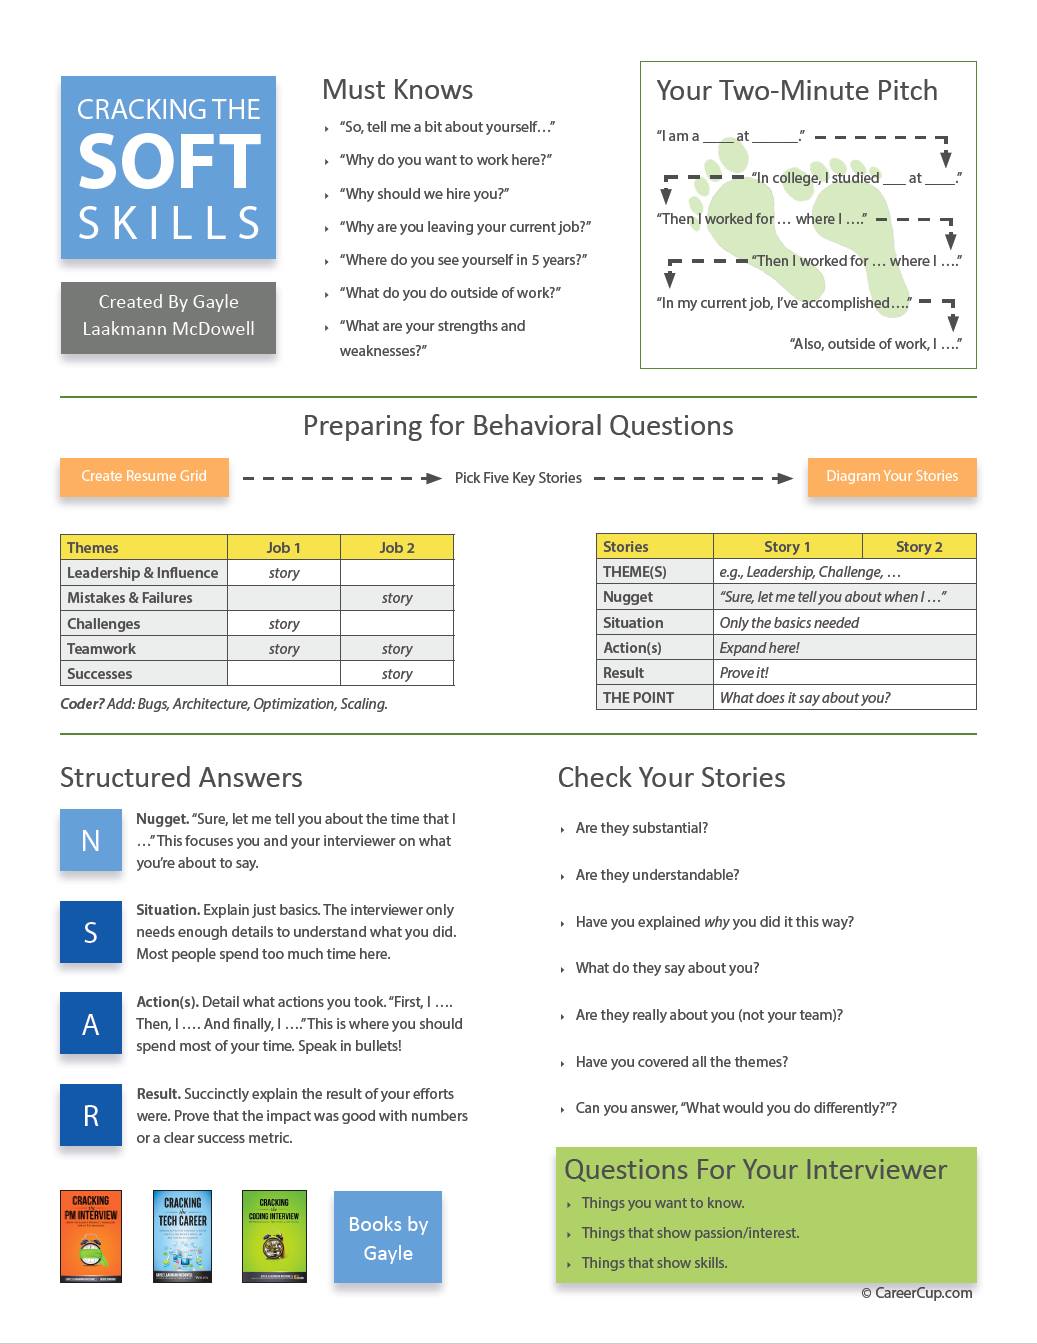 CRACKING THE
SOFT
SKILLS
Created By Gayle
Laakmann McDowell
Must Knows
“So, tell me a bit about yourself…”
“Why do you want to work here?”
“Why should we hire you?”
“Why are you leaving your current job?”
“Where do you see yourself in 5 years?”
“What do you do outside of work?”
“What are your strengths and
weaknesses?”
Your Two-Minute Pitch
“I am a ____ at ______.”
“In college, I studied ___ at ____.”
“Then I worked for … where I ….”
“Then I worked for … where I ….”
“In my current job, I’ve accomplished….”
“Also, outside of work, I ….”
Preparing for Behavioral Questions
Create Resume Grid
Pick Five Key Stories
Diagram Your Stories
Themes Job 1 Job 2
Leadership & Influence story
Mistakes & Failures story
Challenges story
Teamwork story story
Successes story
Coder? Add: Bugs, Architecture, Optimization, Scaling.
Stories Story 1 Story 2
THEME(S) e.g., Leadership, Challenge, …
Nugget “Sure, let me tell you about when I …”
Situation Only the basics needed
Action(s) Expand here!
Result Prove it!
THE POINT What does it say about you?
Structured Answers
N
Nugget. “Sure, let me tell you about the time that I
…” This focuses you and your interviewer on what
you’re about to say.
S
Situation. Explain just basics. The interviewer only
needs enough details to understand what you did.
Most people spend too much time here.
A
Action(s). Detail what actions you took. “First, I ….
Then, I …. And finally, I ….” This is where you should
spend most of your time. Speak in bullets!
R
Result. Succinctly explain the result of your efforts
were. Prove that the impact was good with numbers
or a clear success metric.
Check Your Stories
Are they substantial?
Are they understandable?
Have you explained why you did it this way?
What do they say about you?
Are they really about you (not your team)?
Have you covered all the themes?
Can you answer, “What would you do differently?”?
CRACKING
the
PM INTERVIEW
CRACKING
the
TECH CAREER
CRACKING
the
CODING INTERVIEW
Books by
Gayle
Questions For Your Interviewer
Things you want to know.
Things that show passion/interest.
Things that show skills.
© CareerCup.com